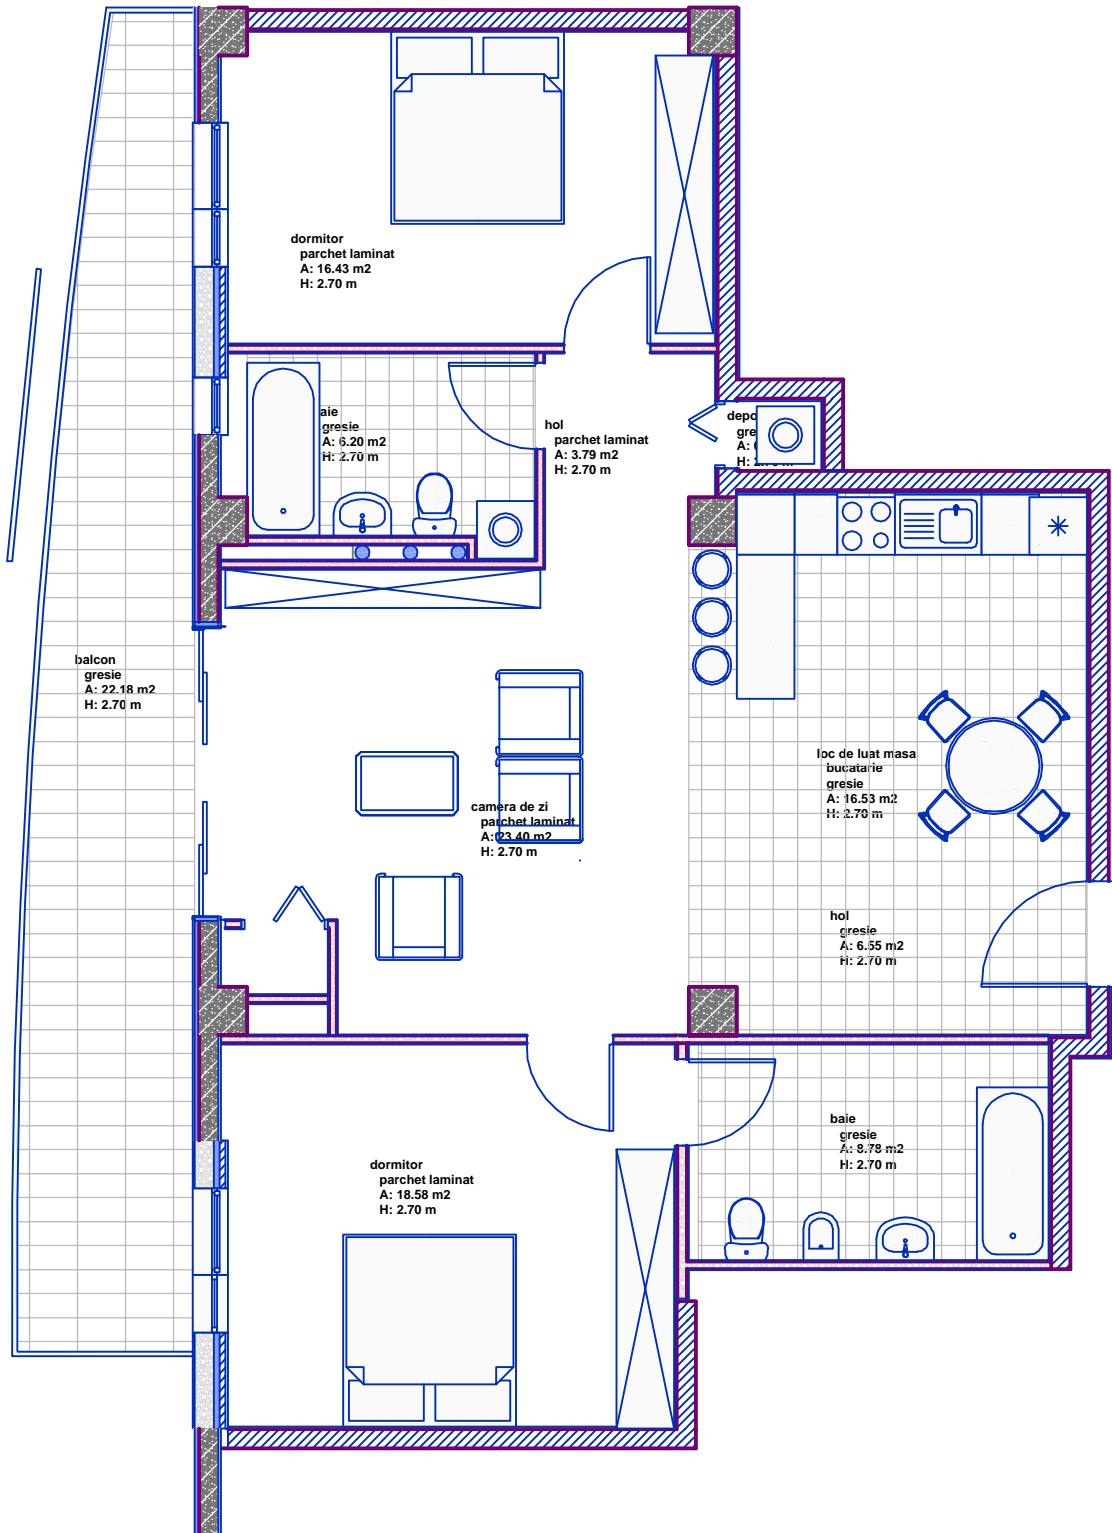 dormitor
parchet laminat
A: 16.43 m2
H: 2.70 m
aie
gresie
A: 6.20 m2
H: 2.70 m
hol
parchet laminat
A: 3.79 m2
H: 2.70 m
depo
gre
A:
H:
balcon
gresie
A: 22.18 m2
H: 2.70 m
loc de luat masa
bucatarie
gresie
A: 16.53 m2
H: 2.70 m
camera de zi
parchet laminat
A: 23.40 m2
H: 2.70 m
hol
gresie
A: 6.55 m2
H: 2.70 m
baie
gresie
A: 8.78 m2
H: 2.70 m
dormitor
parchet laminat
A: 18.58 m2
H: 2.70 m